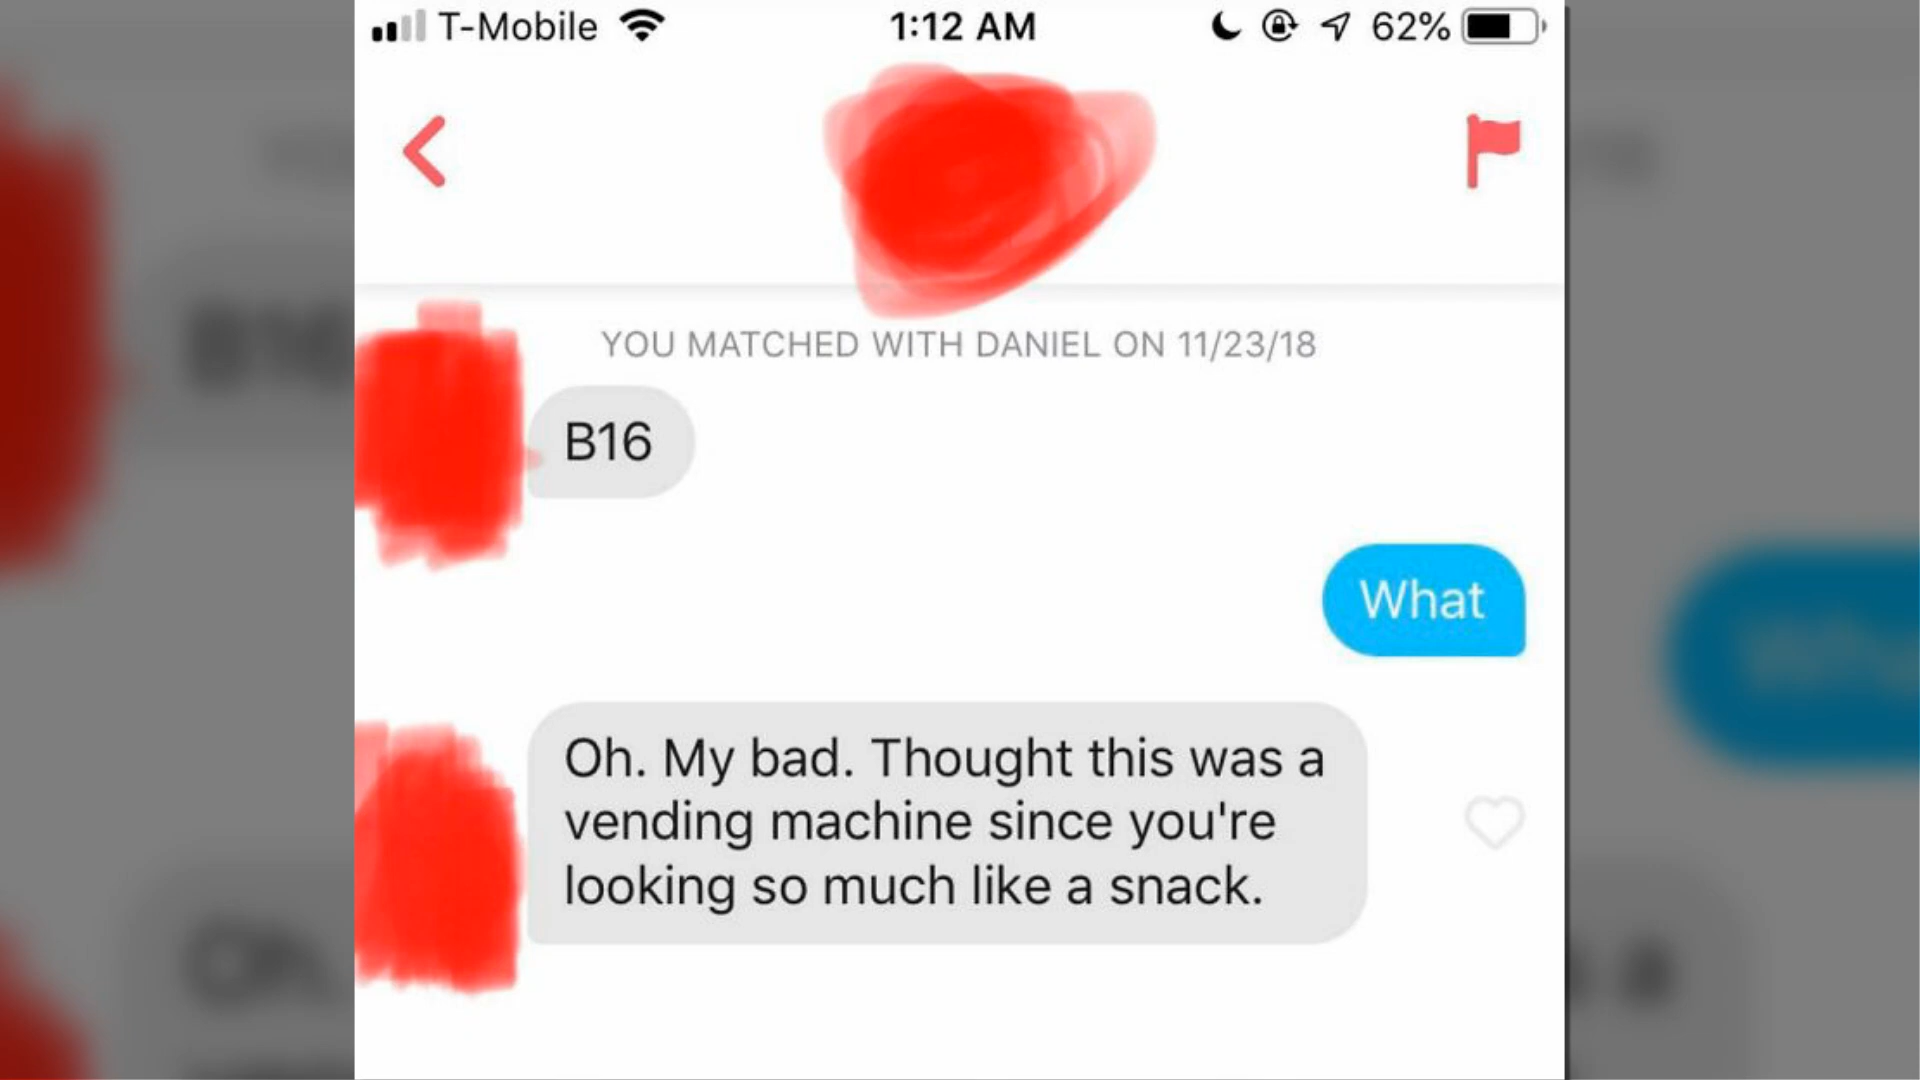 T-Mobile 1:12 AM 62%
YOU MATCHED WITH DANIEL ON 11/23/18
B16
What
Oh. My bad. Thought this was a
vending machine since you're
looking so much like a snack.